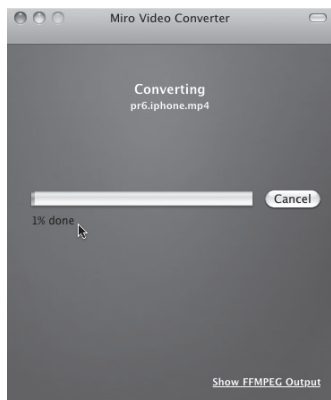 Miro Video Converter
Converting
pr6.iphone.mp4
Cancel
1% done
Show FFMPEG Output